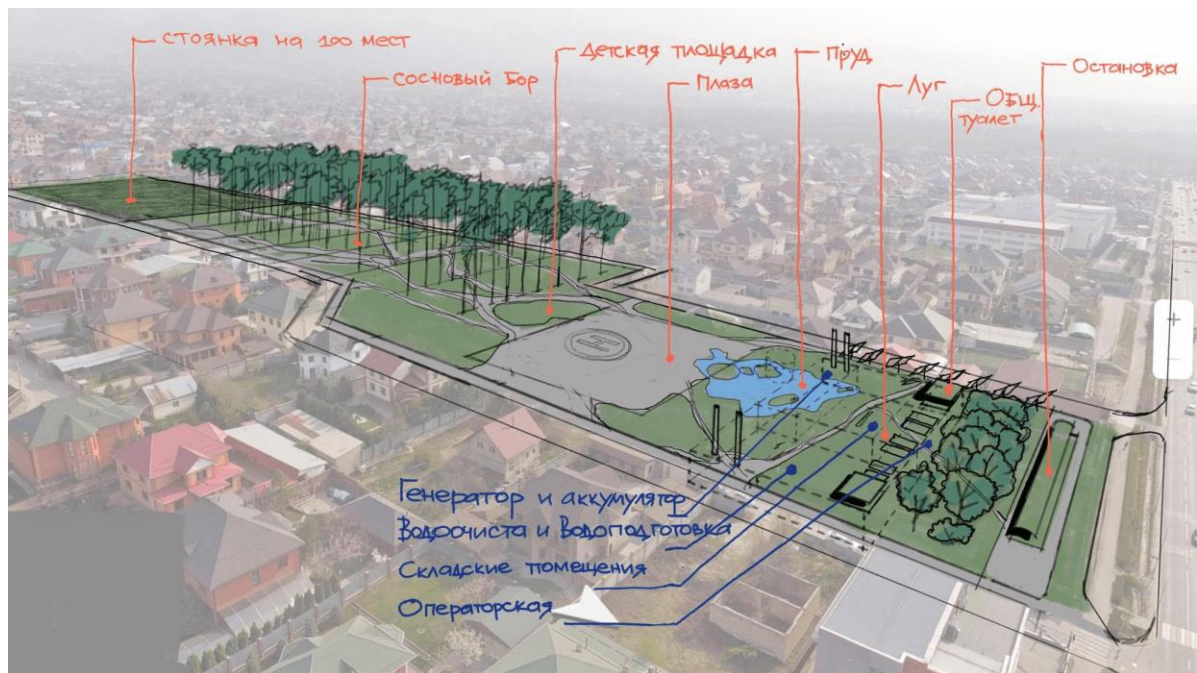 стоянка на 100 мест
сосновый бор
Детская площадка
Плаза
Пруд
Луг
Общ.
туалет
Остановка
H
Генератор и аккумулятор
Водоочиста и Водоподготовка
Складские помещения
Операторская